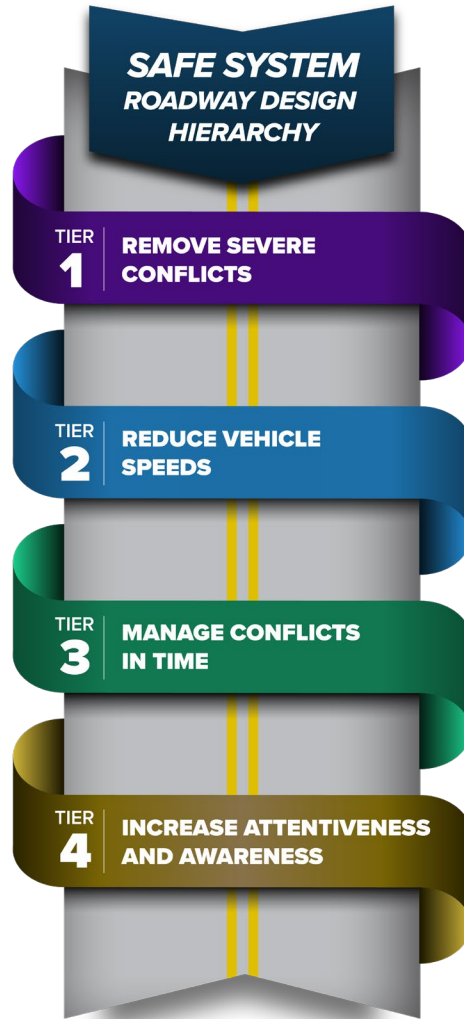 SAFE SYSTEM
ROADWAY DESIGN
HIERARCHY
TIER
1
REMOVE SEVERE
CONFLICTS
TIER
2
REDUCE VEHICLE
SPEEDS
TIER
3
MANAGE CONFLICTS
IN TIME
TIER
4
INCREASE ATTENTIVENESS
AND AWARENESS